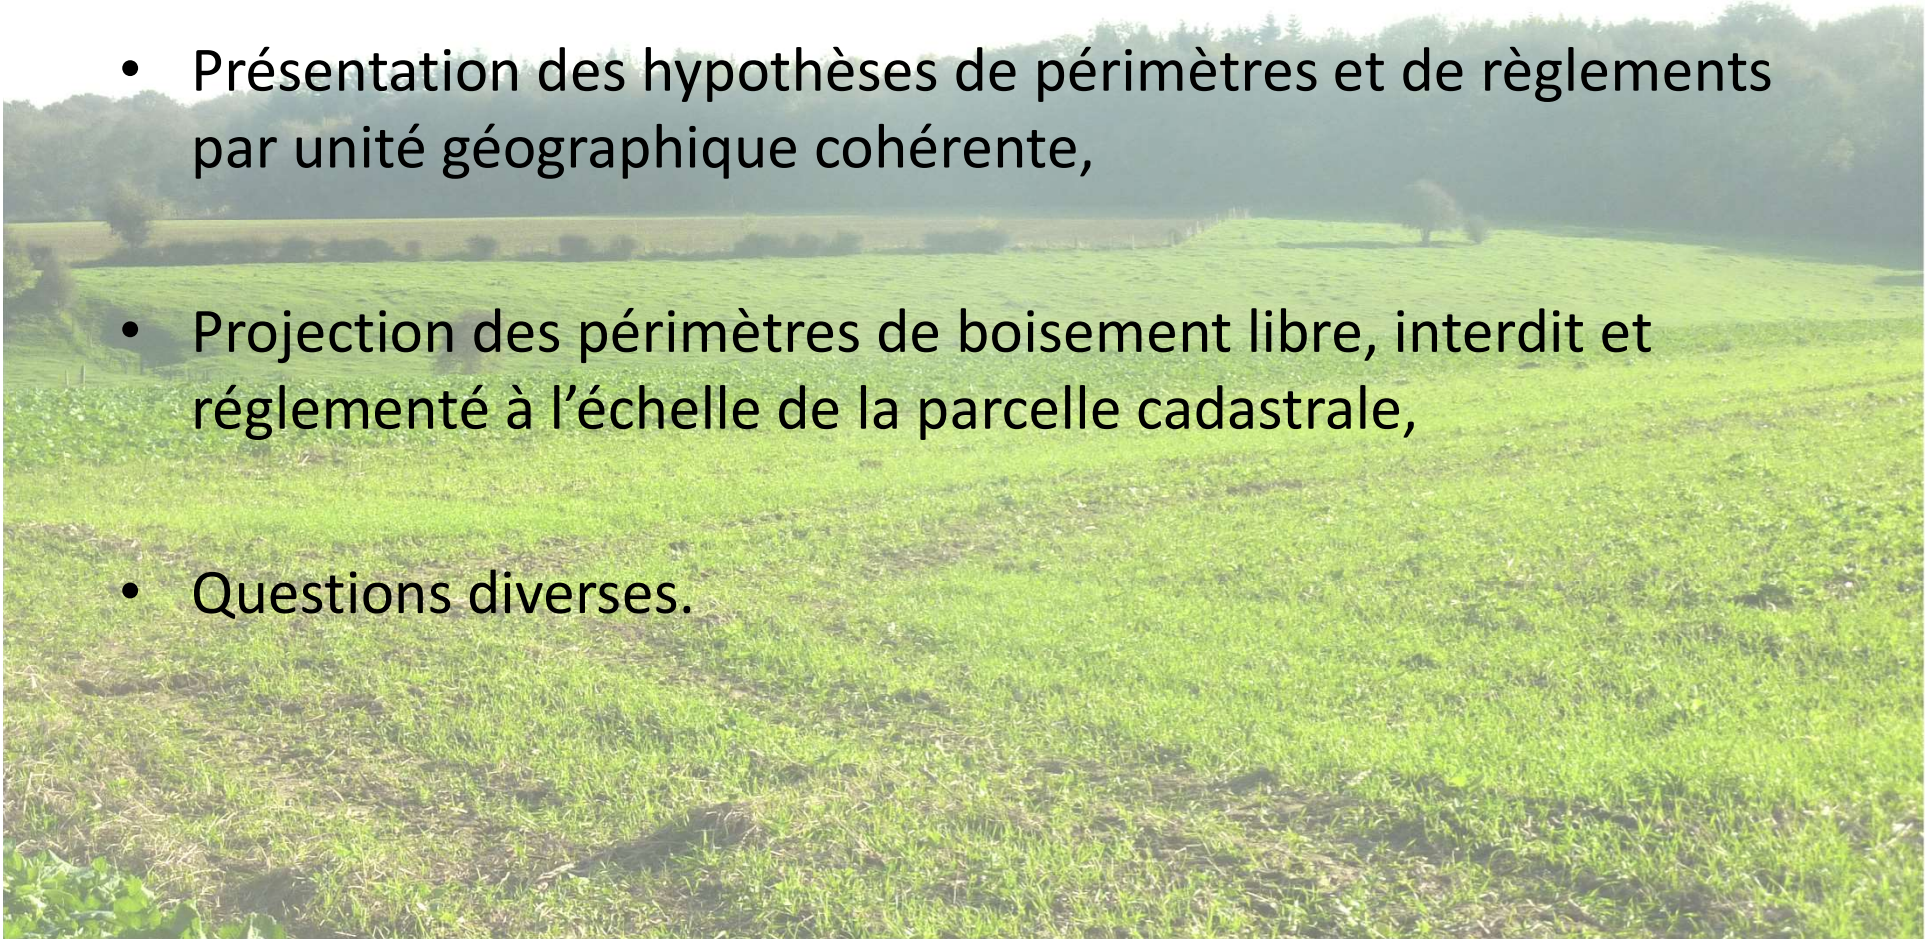 • Présentation des hypothèses de périmètres et de règlements
par unité géographique cohérente,
• Projection des périmètres de boisement libre, interdit et
réglementé à l’échelle de la parcelle cadastrale,
• Questions diverses.